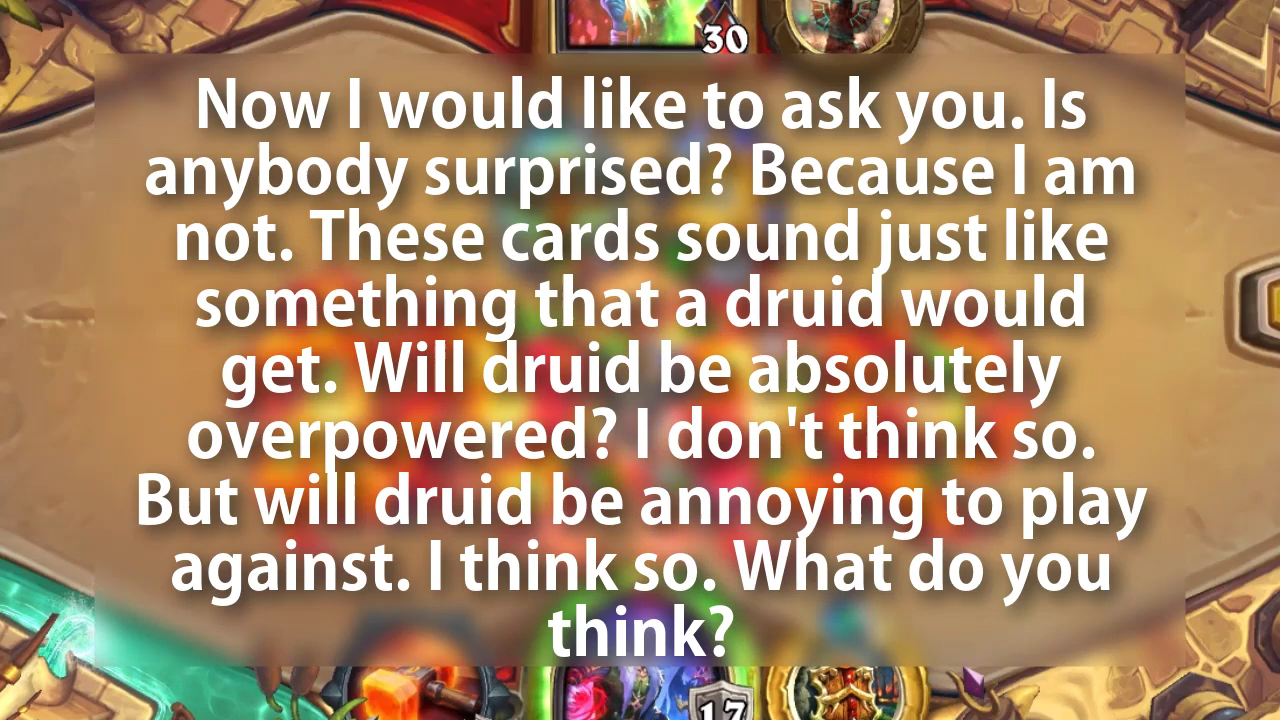 30
Now I would like to ask you. Is
anybody surprised? Because I am
not. These cards sound just like
something that a druid would
get. Will druid be absolutely
overpowered? I don't think so.
But will druid be annoying to play
against. I think so. What do you
think?
17